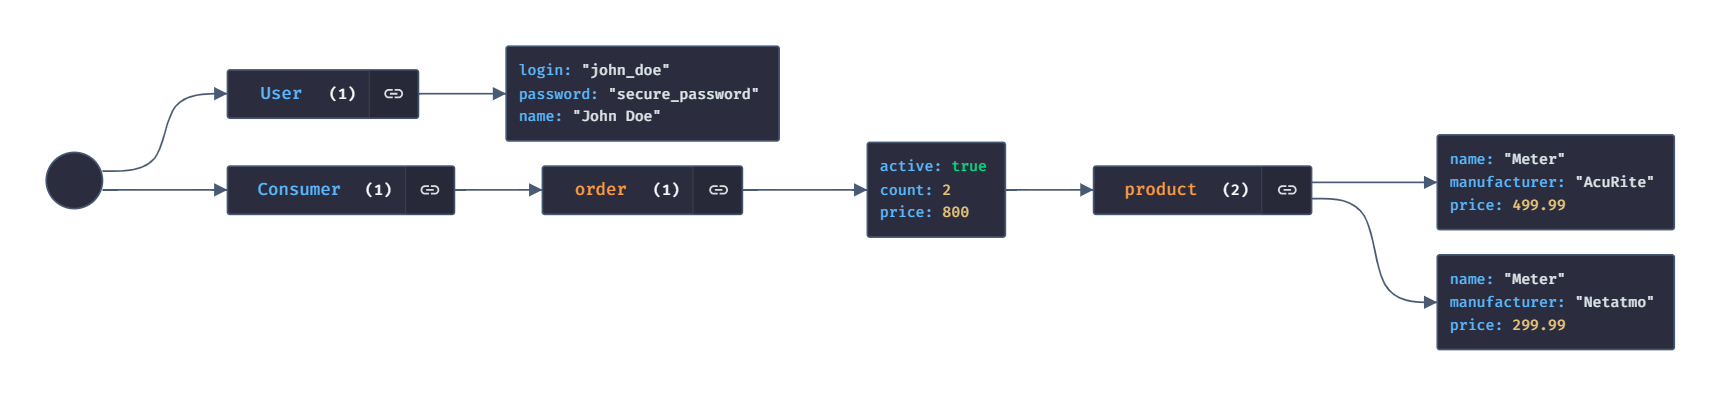 User (1)
login: "john_doe"
password: "secure_password"
name: "John Doe"
Consumer (1)
order (1)
active: true
count: 2
price: 800
product (2)
name: "Meter"
manufacturer: "AcuRite"
price: 499.99
name: "Meter"
manufacturer: "Netatmo"
price: 299.99